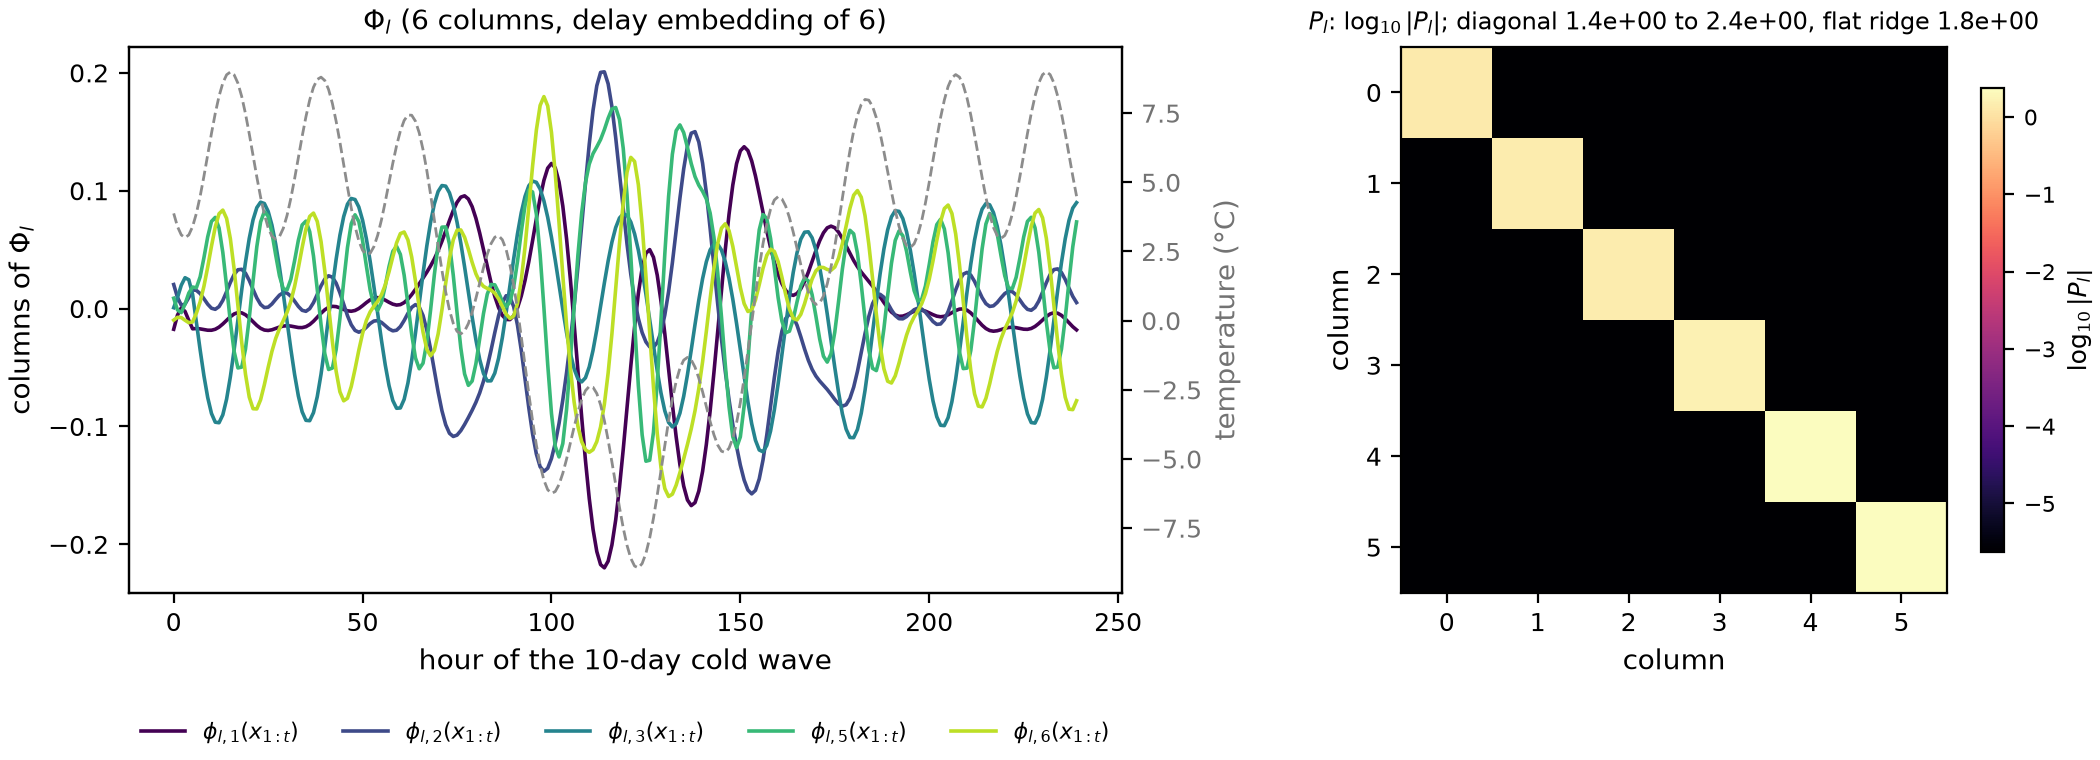 Φ_l (6 columns, delay embedding of 6)
0.2
0.1
0.0
−0.1
−0.2
columns of Φ_l
0
50
100
150
200
250
hour of the 10-day cold wave
7.5
5.0
2.5
0.0
−2.5
−5.0
−7.5
temperature (°C)
ϕ_{l,1}(x_{1:t})
ϕ_{l,2}(x_{1:t})
ϕ_{l,3}(x_{1:t})
ϕ_{l,5}(x_{1:t})
ϕ_{l,6}(x_{1:t})
P_l: log₁₀ |P_l|; diagonal 1.4e+00 to 2.4e+00, flat ridge 1.8e+00
0
1
2
3
4
5
column
0
1
2
3
4
5
column
0
−1
−2
−3
−4
−5
log₁₀ |P_l|